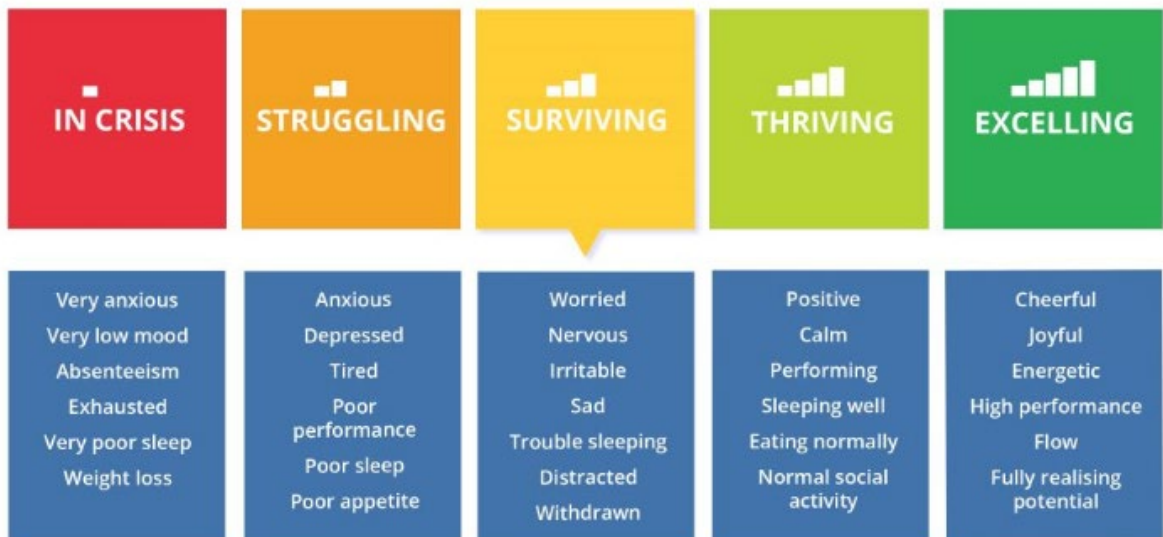 IN CRISIS
STRUGGLING
SURVIVING
THRIVING
EXCELLING
Very anxious
Very low mood
Absenteeism
Exhausted
Very poor sleep
Weight loss
Anxious
Depressed
Tired
Poor
performance
Poor sleep
Poor appetite
Worried
Nervous
Irritable
Sad
Trouble sleeping
Distracted
Withdrawn
Positive
Calm
Performing
Sleeping well
Eating normally
Normal social
activity
Cheerful
Joyful
Energetic
High performance
Flow
Fully realising
potential